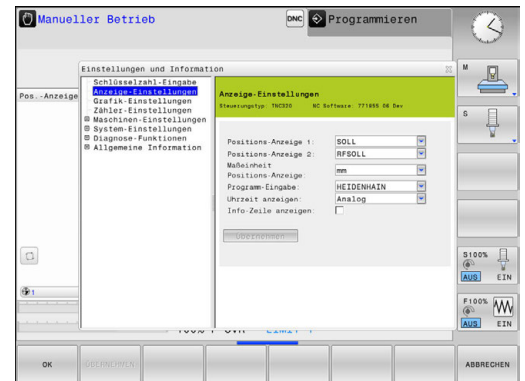 Manueller Betrieb
DNC
Programmieren
Einstellungen und Information
Schlüsselzahl-Eingabe
Anzeige-Einstellungen
Grafik-Einstellungen
Zähler-Einstellungen
Maschinen-Einstellungen
System-Einstellungen
Diagnose-Funktionen
Allgemeine Information
Pos.-Anzeige
Anzeige-Einstellungen
Steuerungstyp: TNC320 NC Software: 771855 06 Dev
Positions-Anzeige 1: SOLL
Positions-Anzeige 2: RFSOLL
Maßeinheit
Positions-Anzeige: mm
Programm-Eingabe: HEIDENHAIN
Uhrzeit anzeigen: Analog
Info-Zeile anzeigen:
Übernehmen
M
S
S100%
AUS EIN
F100%
AUS EIN
1
OK
ÜBERNEHMEN
ABBRECHEN